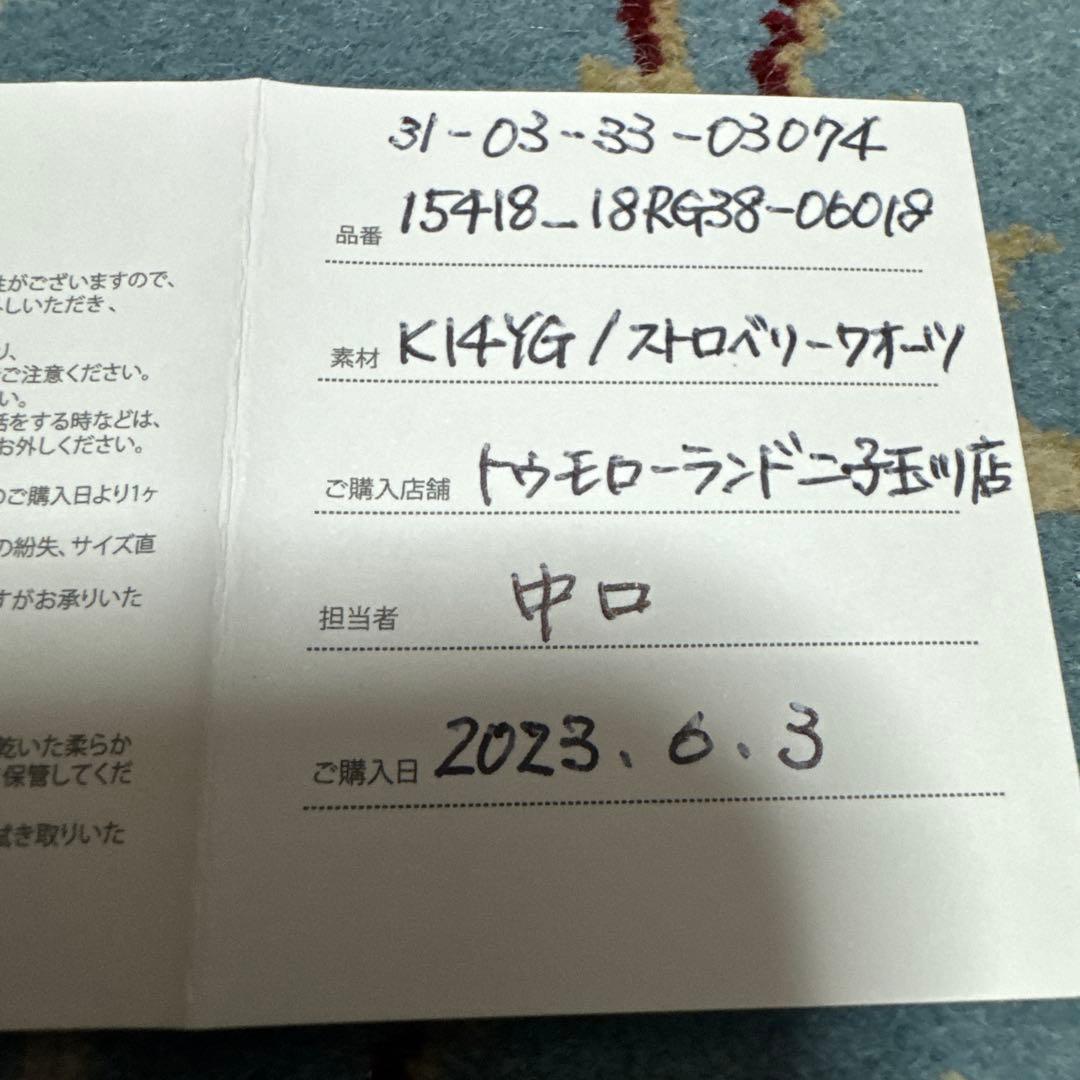 性がございますので、
しいただき、
り、
ご注意ください。
い。
話をする時などは、
お外しください。
のご購入日より1ヶ
の紛失、サイズ直
すがお承りいた
乾いた柔らか
保管してくだ
拭き取りいた
31-03-33-03074
品番 15418_18RG38-06018
素材 K14YG/ストロベリークオーツ
ご購入店舗 トゥモローランド二子玉川店
担当者 中口
ご購入日 2023.6.3